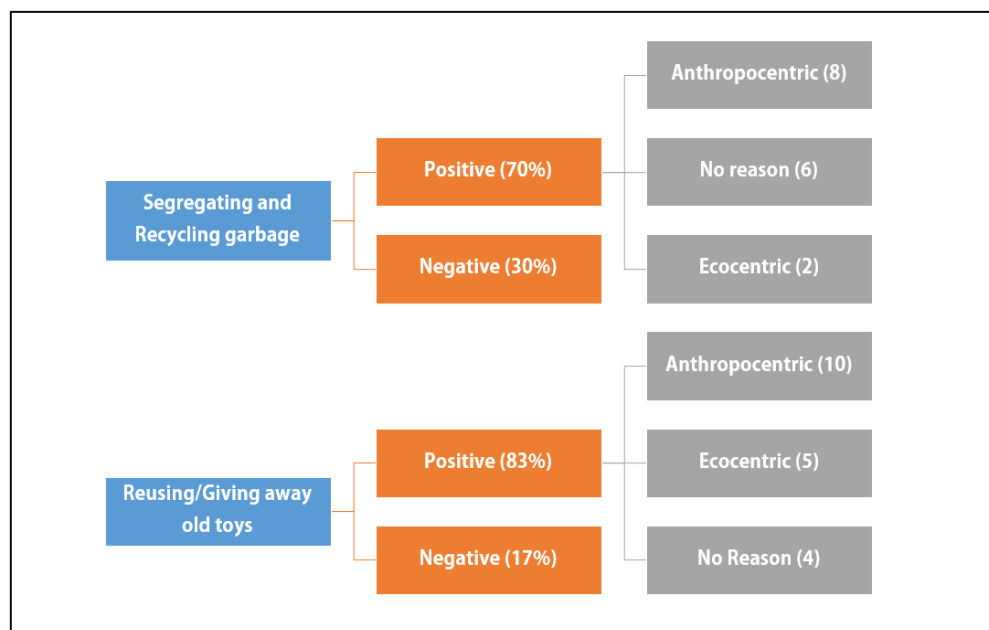 Segregating and
Recycling garbage
Positive (70%)
Negative (30%)
Anthropocentric (8)
No reason (6)
Ecocentric (2)
Reusing/Giving away
old toys
Positive (83%)
Negative (17%)
Anthropocentric (10)
Ecocentric (5)
No Reason (4)